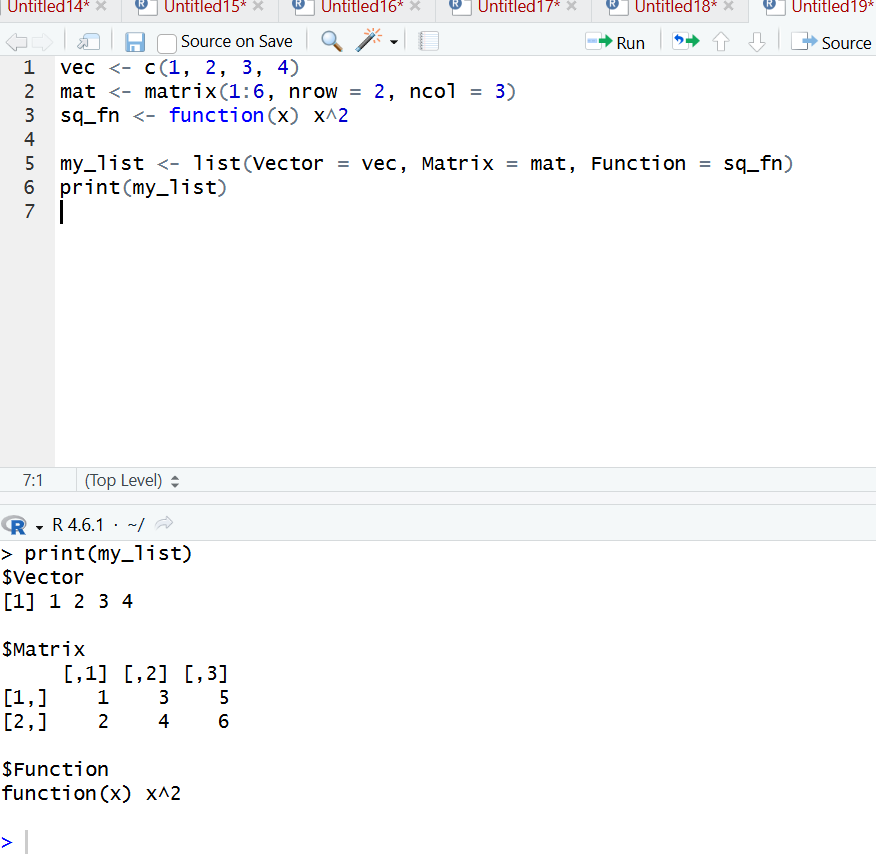 Untitled14* Untitled15* Untitled16* Untitled17* Untitled18* Untitled19*
Source on Save Run Source
1 vec <- c(1, 2, 3, 4)
2 mat <- matrix(1:6, nrow = 2, ncol = 3)
3 sq_fn <- function(x) x^2
4
5 my_list <- list(Vector = vec, Matrix = mat, Function = sq_fn)
6 print(my_list)
7
7:1 (Top Level)
R R 4.6.1 · ~/
> print(my_list)
$Vector
[1] 1 2 3 4
$Matrix
     [,1] [,2] [,3]
[1,]    1    3    5
[2,]    2    4    6
$Function
function(x) x^2
>